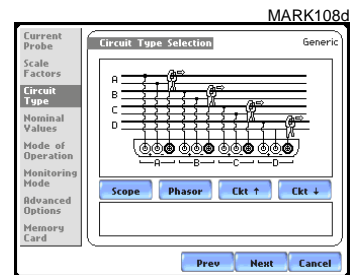 MARK108d
Current Probe
Scale Factors
Circuit Type
Nominal Values
Mode of Operation
Monitoring Mode
Advanced Options
Memory Card
Circuit Type Selection
Generic
A
B
C
D
A B C D
Scope Phasor Ckt ↑ Ckt ↓
Prev Next Cancel